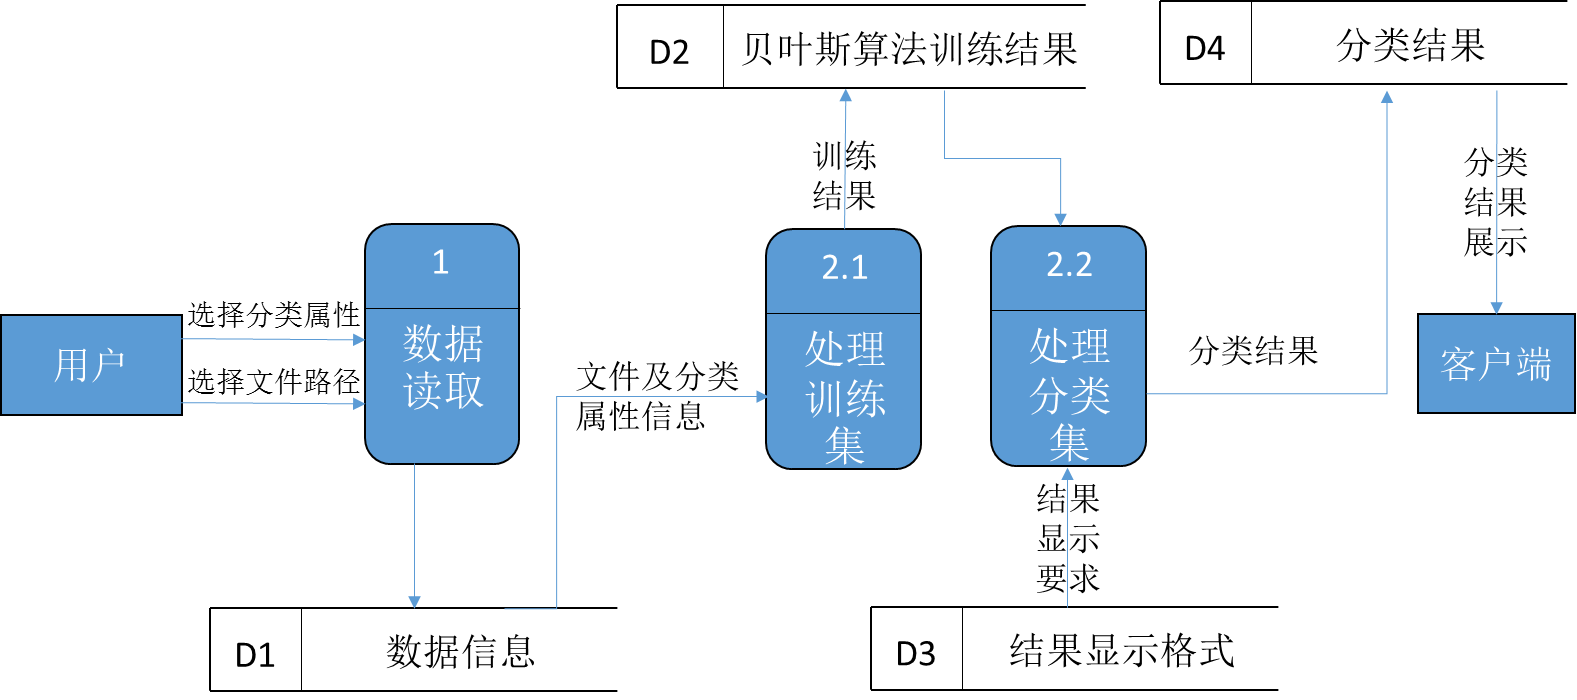 D2
贝叶斯算法训练结果
D4
分类结果
训练
结果
分类
结果
展示
1
数据
读取
2.1
处理
训练
集
2.2
处理
分类
集
用户
选择分类属性
选择文件路径
文件及分类
属性信息
分类结果
客户端
结果
显示
要求
D1
数据信息
D3
结果显示格式